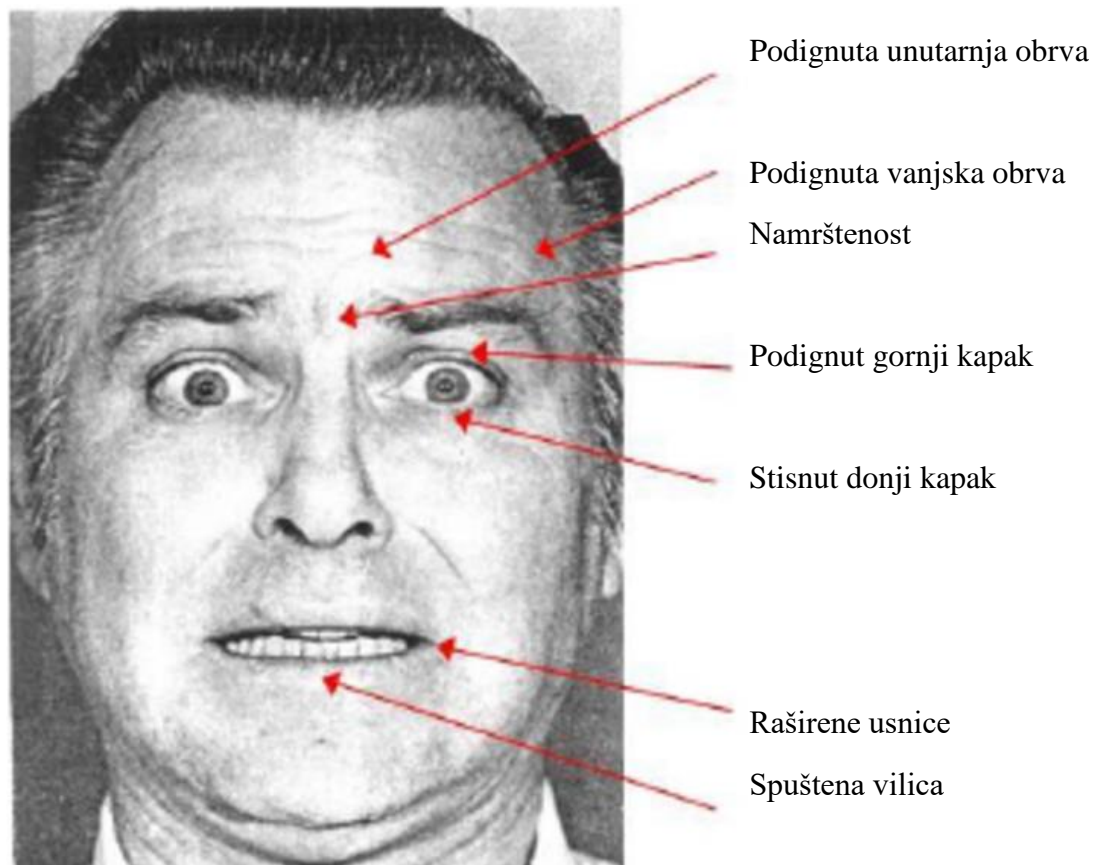 Podignuta unutarnja obrva
Podignuta vanjska obrva
Namrštenost
Podignut gornji kapak
Stisnut donji kapak
Raširene usnice
Spuštena vilica